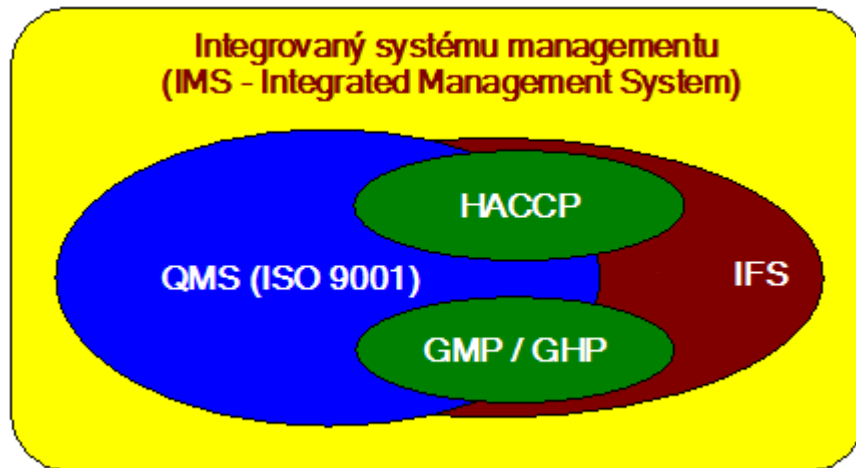 Integrovaný systému managementu
(IMS - Integrated Management System)
HACCP
QMS (ISO 9001)
IFS
GMP / GHP